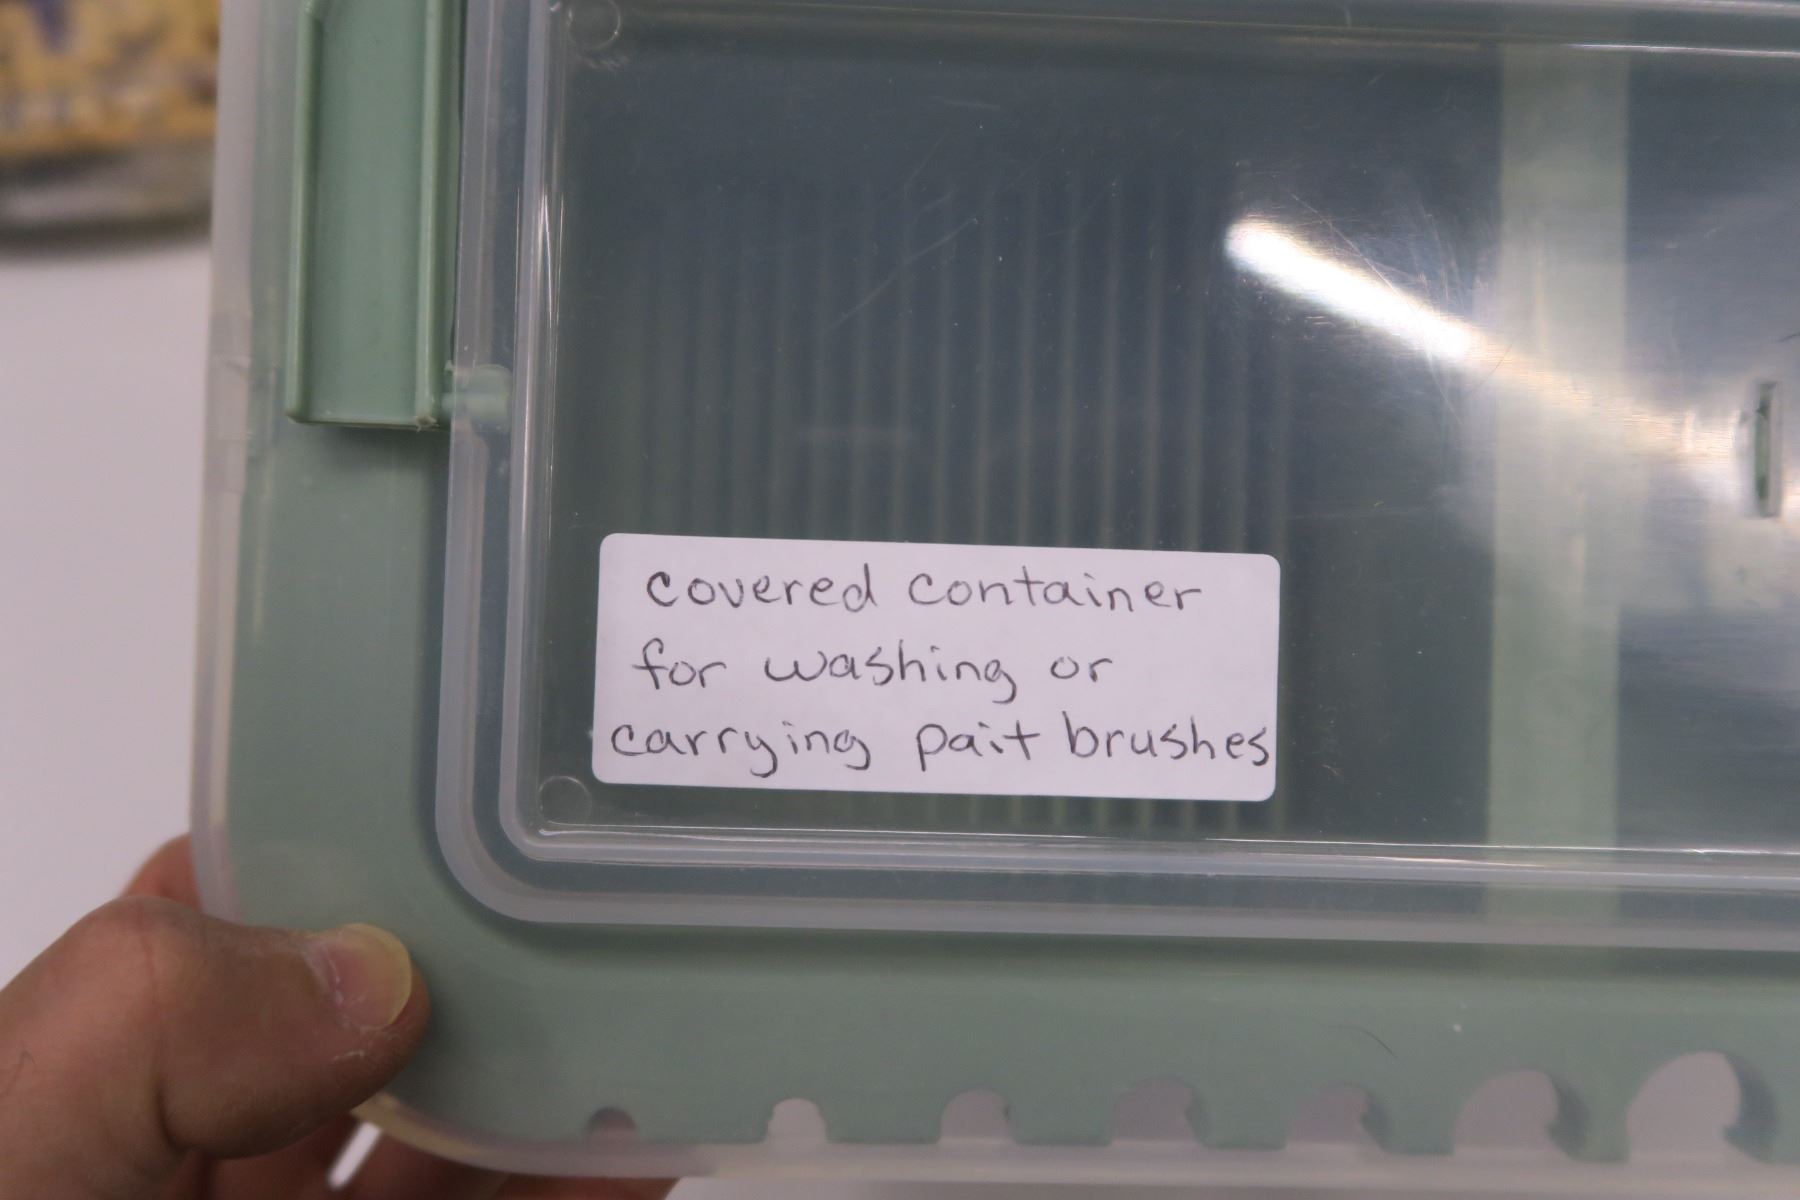 covered container
for washing or
carrying pait brushes